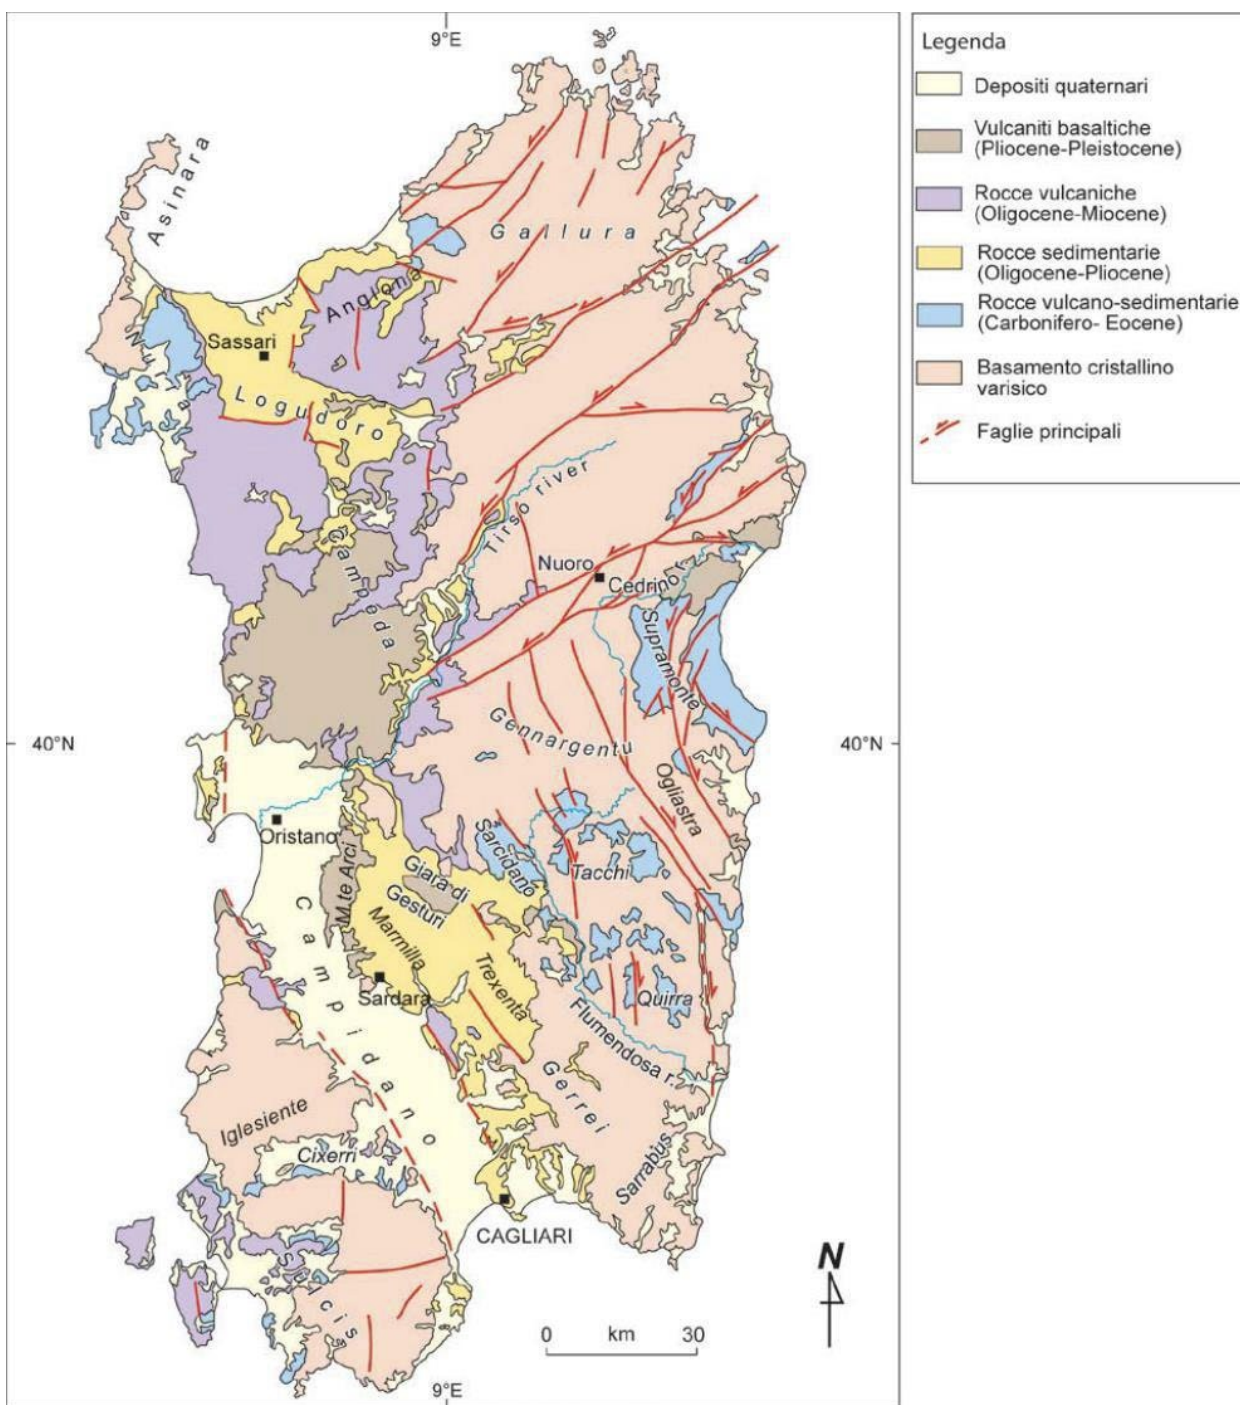 9°E
Legenda
Depositi quaternari
Vulcaniti basaltiche
(Pliocene-Pleistocene)
Rocce vulcaniche
(Oligocene-Miocene)
Rocce sedimentarie
(Oligocene-Pliocene)
Rocce vulcano-sedimentarie
(Carbonifero- Eocene)
Basamento cristallino
varisico
Faglie principali
Asinara
Gallura
Anglona
Nurra
Sassari
Logudoro
Tirso river
Campeda
Nuoro
Cedrino r.
Supramonte
Gennargentu
40°N
40°N
Ogliastra
Oristano
Sarcidano
Tacchi
M.te Arci
Giara di
Gesturi
Marmilla
Trexenta
Campidano
Sardara
Quirra
Flumendosa r.
Gerrei
Iglesiente
Cixerri
Sarrabus
CAGLIARI
Sulcis
N
0 km 30
9°E